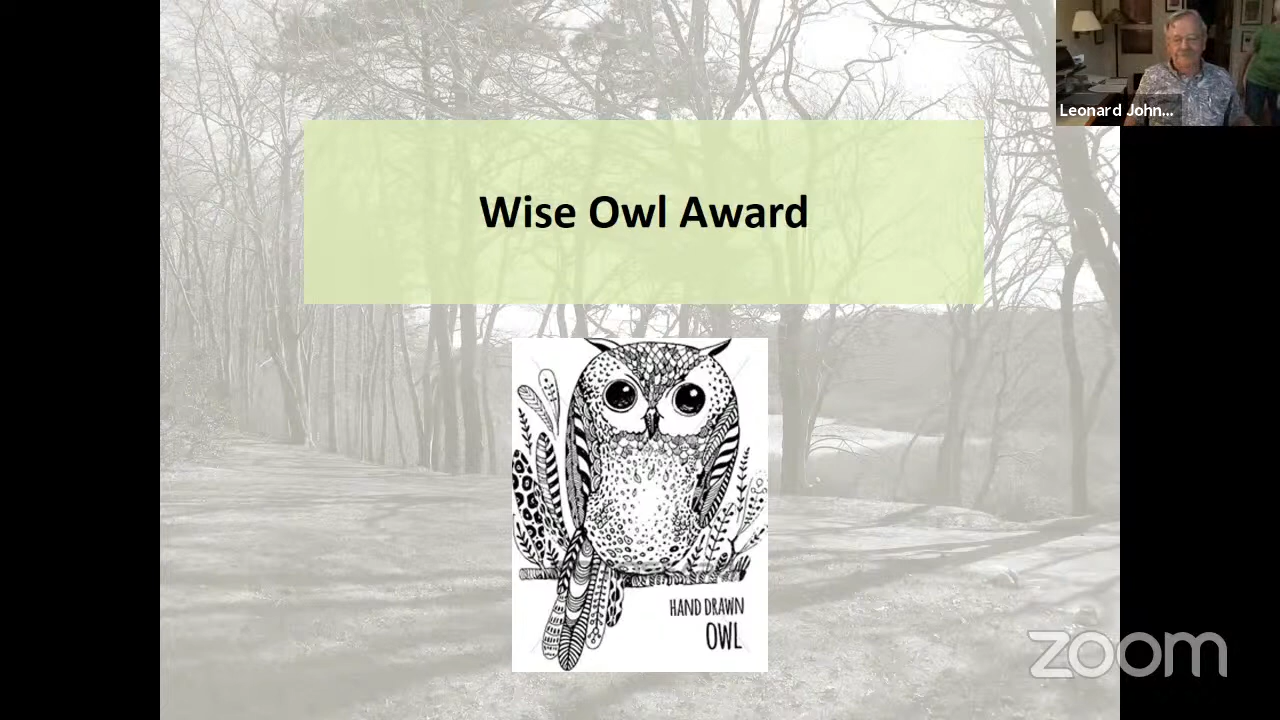 Leonard John...
Wise Owl Award
HAND DRAWN
OWL
zoom